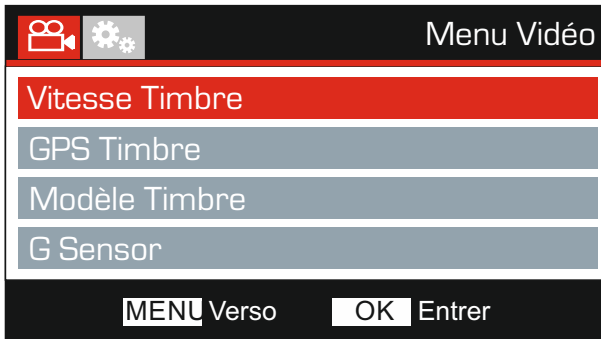 Menu Vidéo
Vitesse Timbre
GPS Timbre
Modèle Timbre
G Sensor
MENU Verso OK Entrer